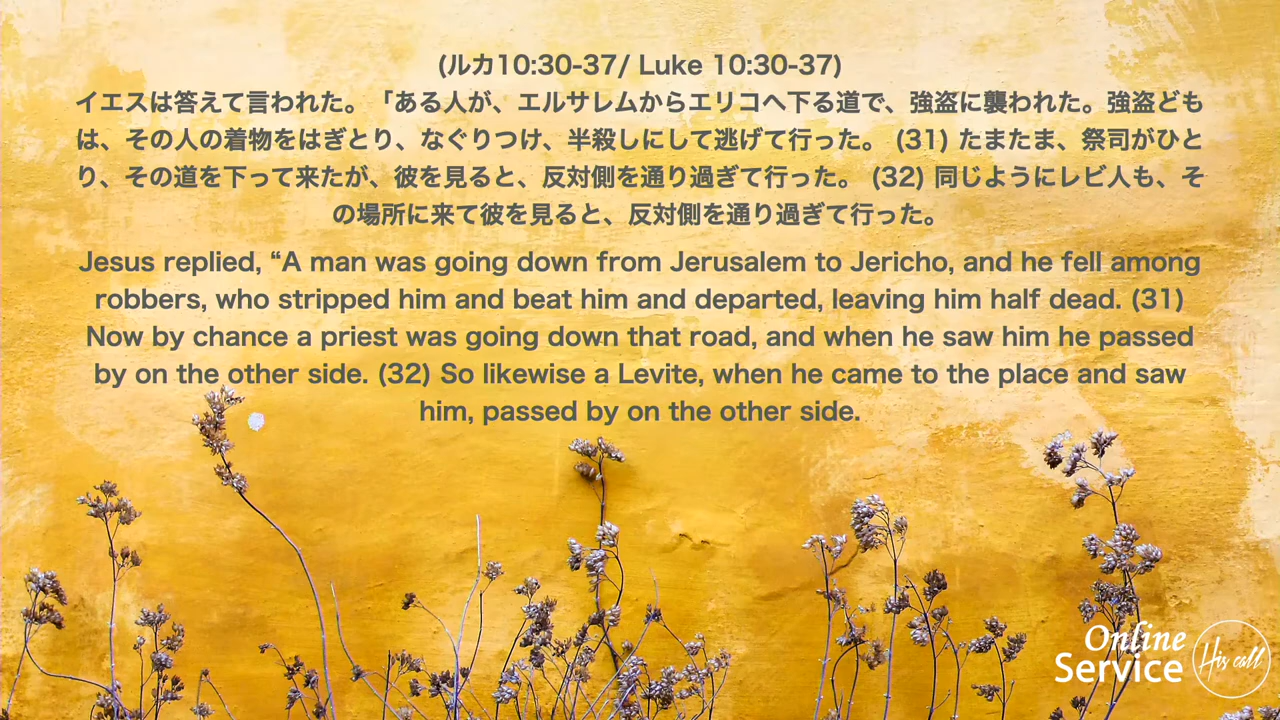 (ルカ10:30-37/ Luke 10:30-37)
イエスは答えて言われた。「ある人が、エルサレムからエリコへ下る道で、強盗に襲われた。強盗ども
は、その人の着物をはぎとり、なぐりつけ、半殺しにして逃げて行った。 (31) たまたま、祭司がひと
り、その道を下って来たが、彼を見ると、反対側を通り過ぎて行った。 (32) 同じようにレビ人も、そ
の場所に来て彼を見ると、反対側を通り過ぎて行った。
Jesus replied, “A man was going down from Jerusalem to Jericho, and he fell among
robbers, who stripped him and beat him and departed, leaving him half dead. (31)
Now by chance a priest was going down that road, and when he saw him he passed
by on the other side. (32) So likewise a Levite, when he came to the place and saw
him, passed by on the other side.
Online
Service
His call